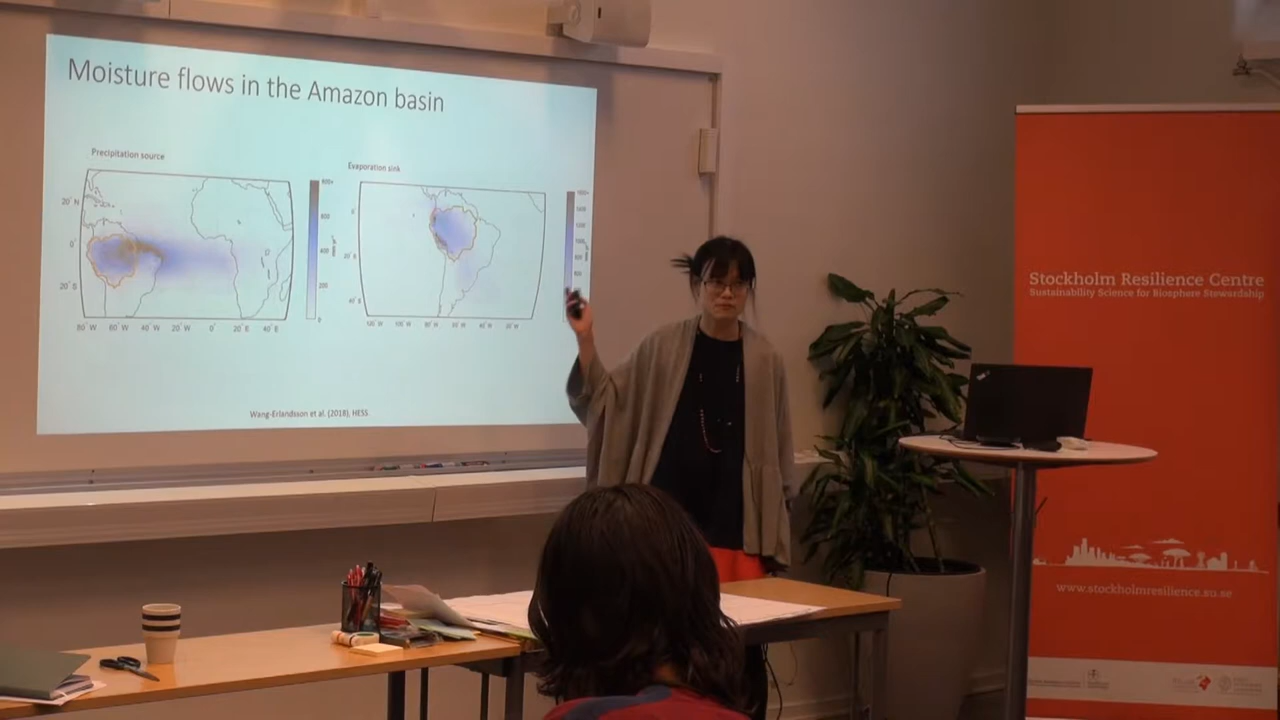 Moisture flows in the Amazon basin
Precipitation source
Evaporation sink
20° N
0°
20° S
80° W 60° W 40° W 20° W 0° 20° E 40° E
Wang-Erlandsson et al. (2018), HESS
Stockholm Resilience Centre
Sustainability Science for Biosphere Stewardship
www.stockholmresilience.su.se